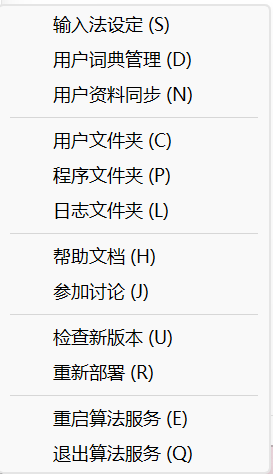 输入法设定 (S)
用户词典管理 (D)
用户资料同步 (N)
用户文件夹 (C)
程序文件夹 (P)
日志文件夹 (L)
帮助文档 (H)
参加讨论 (J)
检查新版本 (U)
重新部署 (R)
重启算法服务 (E)
退出算法服务 (Q)